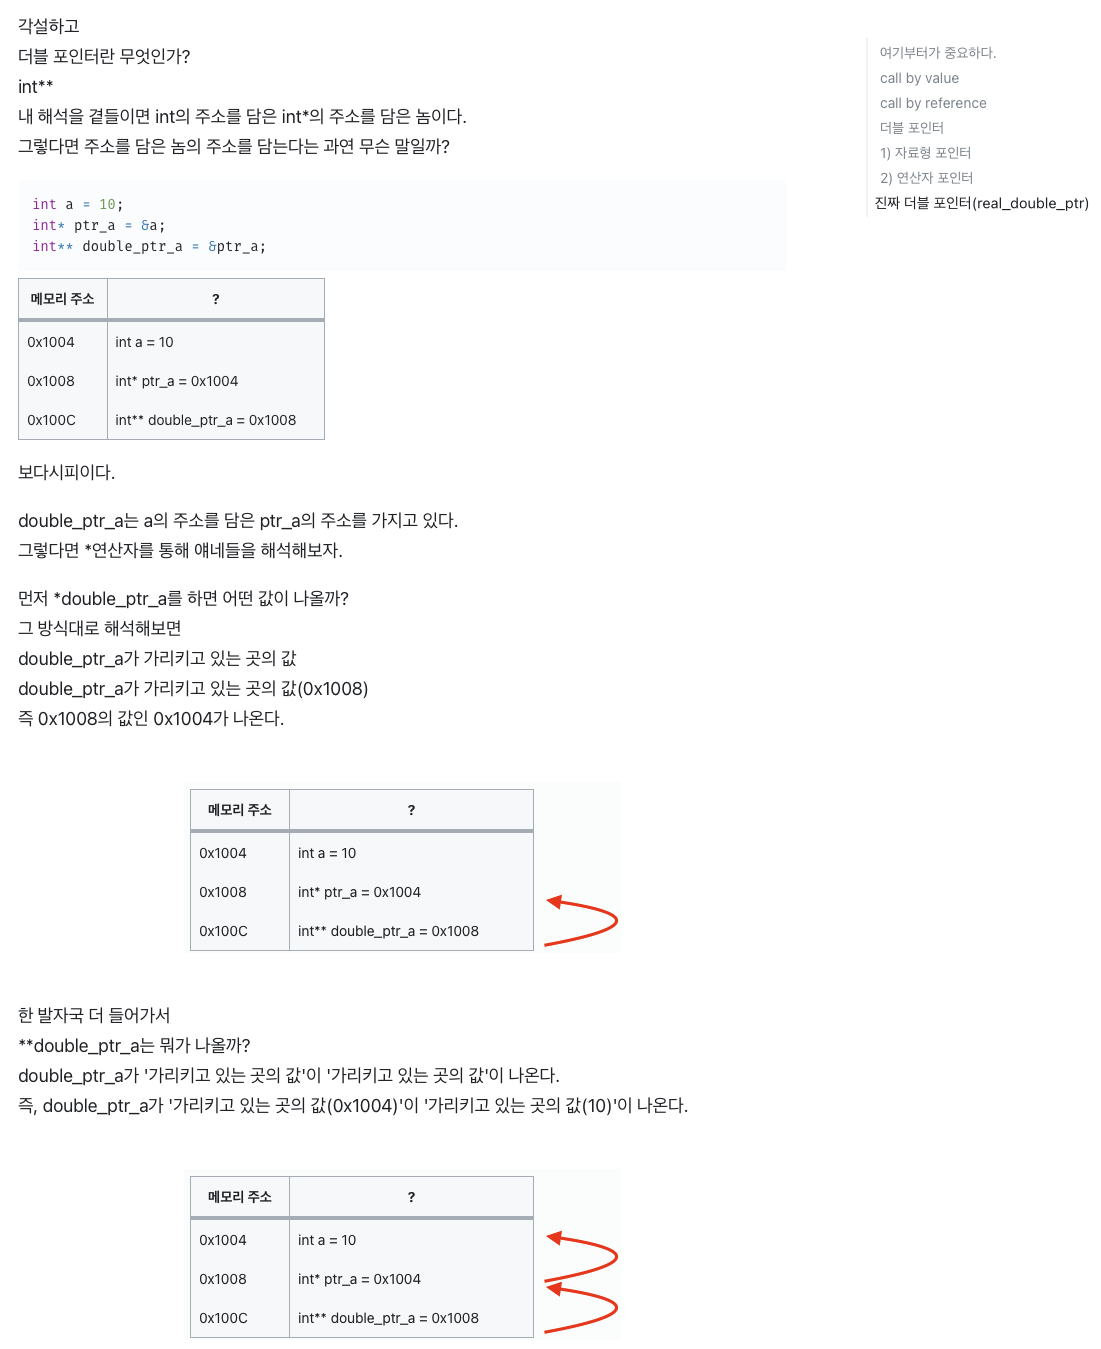 각설하고
더블 포인터란 무엇인가?
int**
내 해석을 곁들이면 int의 주소를 담은 int*의 주소를 담은 놈이다.
그렇다면 주소를 담은 놈의 주소를 담는다는 과연 무슨 말일까?
int a = 10;
int* ptr_a = &a;
int** double_ptr_a = &ptr_a;
메모리 주소 ?
0x1004 int a = 10
0x1008 int* ptr_a = 0x1004
0x100C int** double_ptr_a = 0x1008
보다시피이다.
double_ptr_a는 a의 주소를 담은 ptr_a의 주소를 가지고 있다.
그렇다면 *연산자를 통해 얘네들을 해석해보자.
먼저 *double_ptr_a를 하면 어떤 값이 나올까?
그 방식대로 해석해보면
double_ptr_a가 가리키고 있는 곳의 값
double_ptr_a가 가리키고 있는 곳의 값(0x1008)
즉 0x1008의 값인 0x1004가 나온다.
메모리 주소 ?
0x1004 int a = 10
0x1008 int* ptr_a = 0x1004
0x100C int** double_ptr_a = 0x1008
한 발자국 더 들어가서
**double_ptr_a는 뭐가 나올까?
double_ptr_a가 '가리키고 있는 곳의 값'이 '가리키고 있는 곳의 값'이 나온다.
즉, double_ptr_a가 '가리키고 있는 곳의 값(0x1004)'이 '가리키고 있는 곳의 값(10)'이 나온다.
메모리 주소 ?
0x1004 int a = 10
0x1008 int* ptr_a = 0x1004
0x100C int** double_ptr_a = 0x1008
여기부터가 중요하다.
call by value
call by reference
더블 포인터
1) 자료형 포인터
2) 연산자 포인터
진짜 더블 포인터(real_double_ptr)